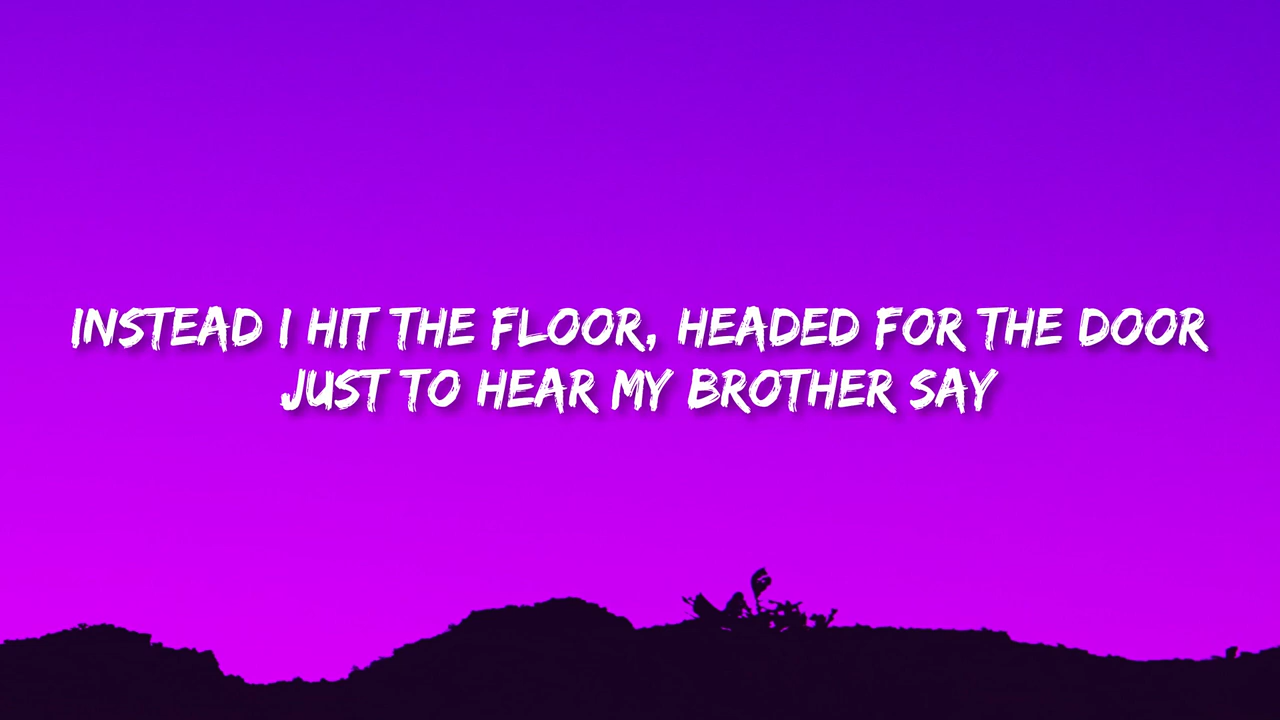 INSTEAD I HIT THE FLOOR, HEADED FOR THE DOOR
JUST TO HEAR MY BROTHER SAY